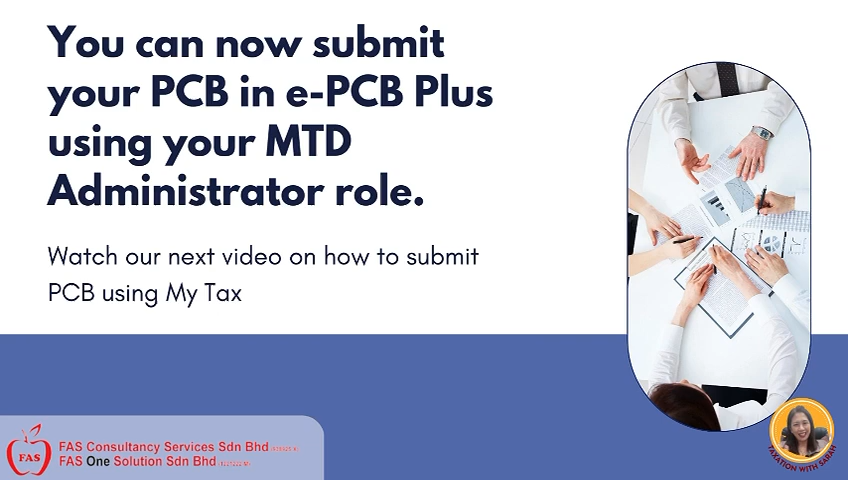 You can now submit
your PCB in e-PCB Plus
using your MTD
Administrator role.
Watch our next video on how to submit
PCB using My Tax
FAS
FAS Consultancy Services Sdn Bhd
FAS One Solution Sdn Bhd
TAXATION WITH SARAH